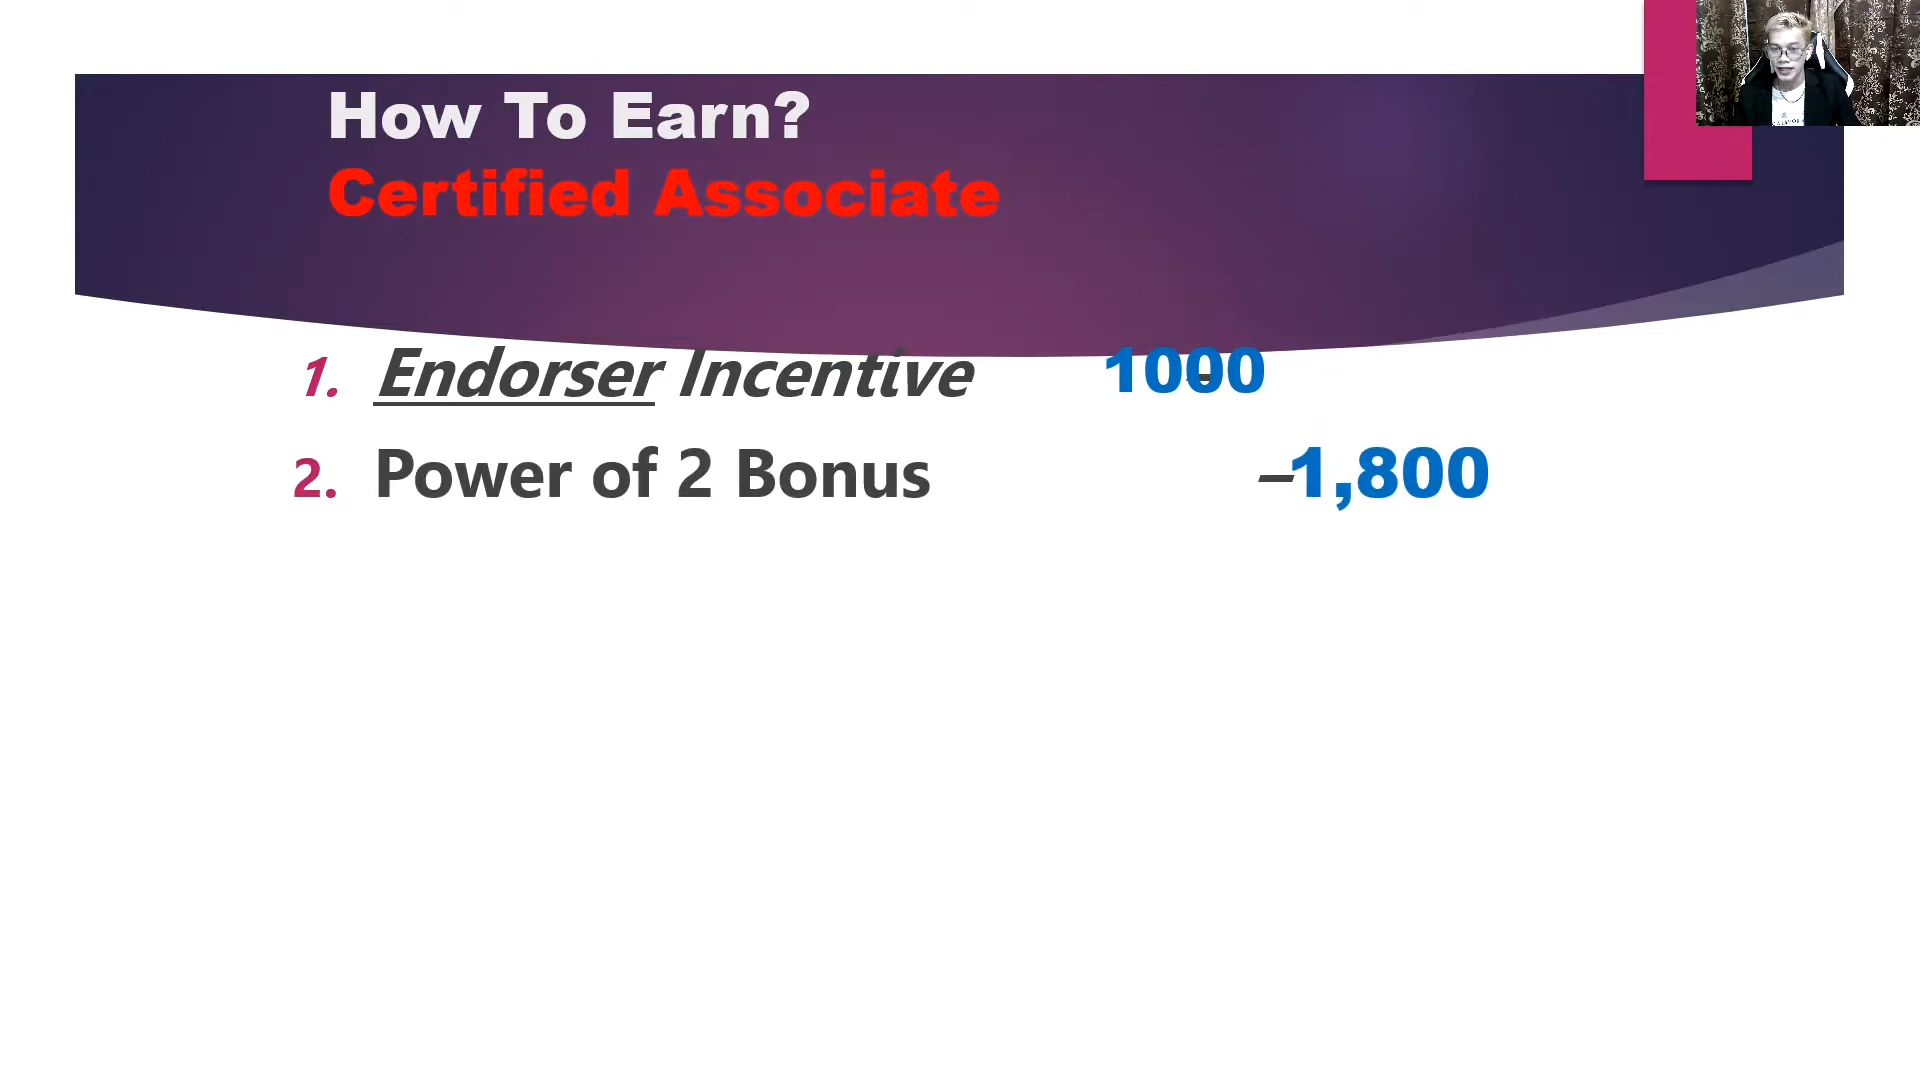 How To Earn?
Certified Associate
1. Endorser Incentive 1000
2. Power of 2 Bonus –1,800